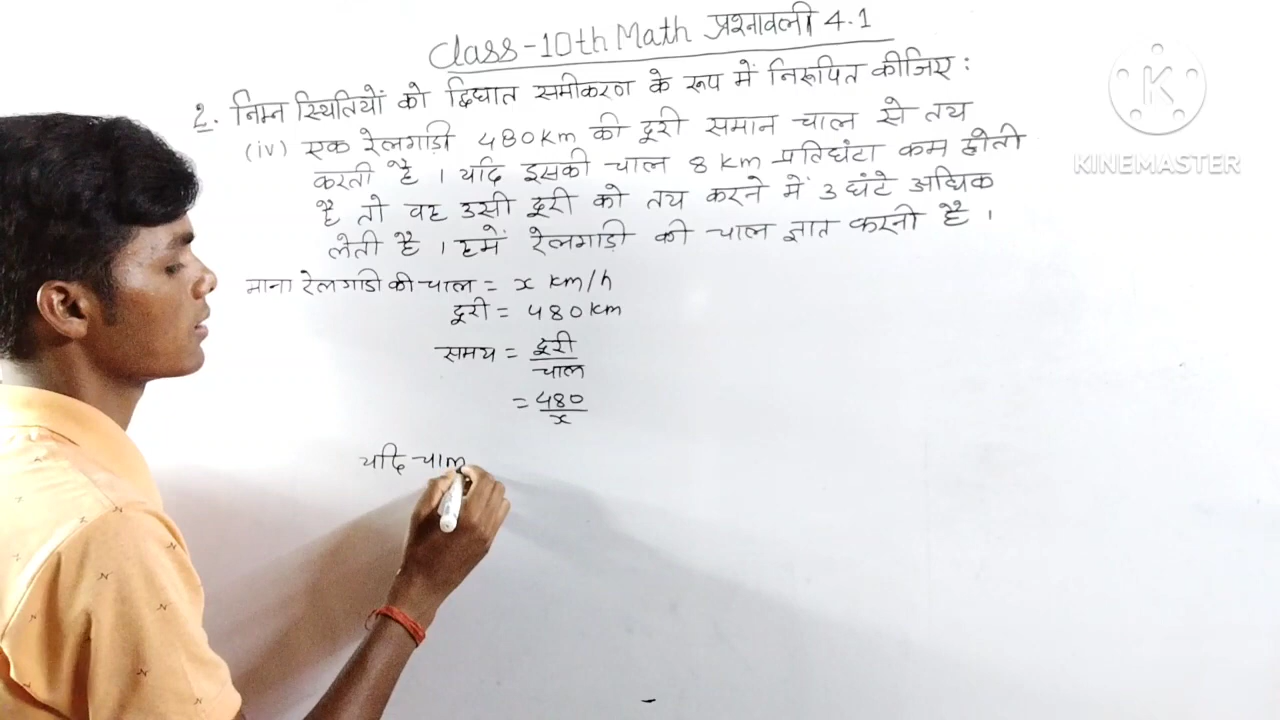 Class-10th Math प्रश्नावली 4.1
2. निम्न स्थितियों को द्विघात समीकरण के रूप में निरूपित कीजिए :
(iv) एक रेलगाड़ी 480 km की दूरी समान चाल से तय
करती है । यदि इसकी चाल 8 km प्रतिघंटा कम होती
है तो वह उसी दूरी को तय करने में 3 घंटे अधिक
लेती है । हमें रेलगाड़ी की चाल ज्ञात करनी है ।
माना रेलगाडी की चाल = x km/h
दूरी = 480 km
समय = दूरी
चाल
= 480
x
यदि चाल
K
KINEMASTER